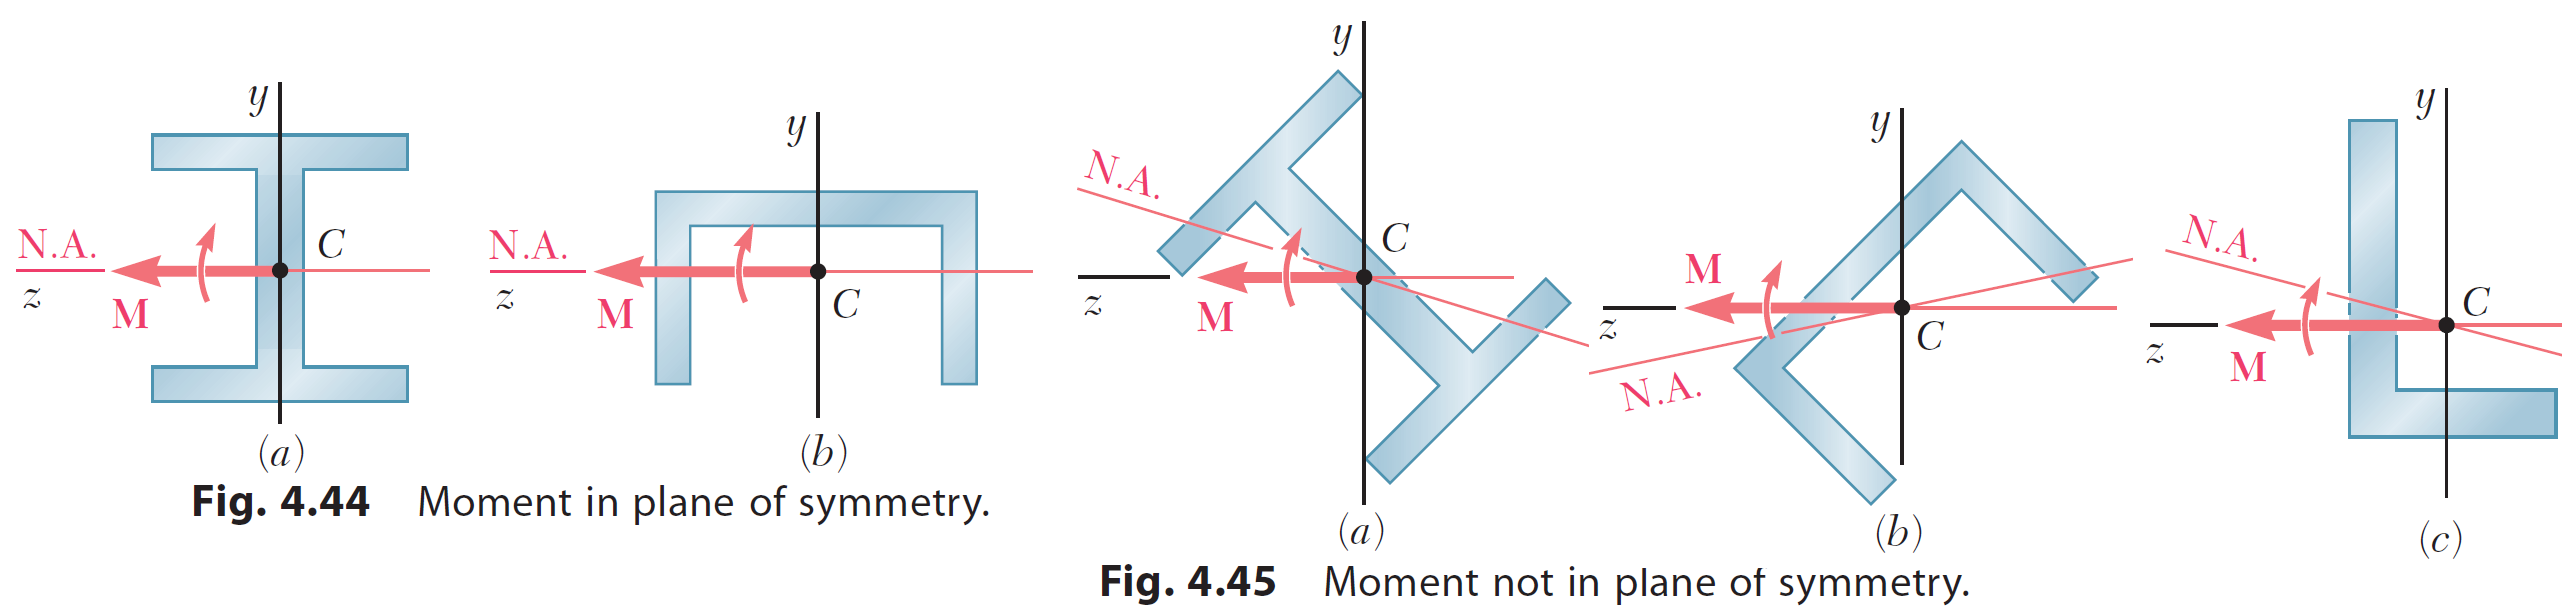 y
N.A.
C
z
M
(a)
y
N.A.
z
M
C
(b)
Fig. 4.44 Moment in plane of symmetry.
y
N.A.
C
z
M
(a)
y
M
z
C
N.A.
(b)
y
N.A.
C
z
M
(c)
Fig. 4.45 Moment not in plane of symmetry.